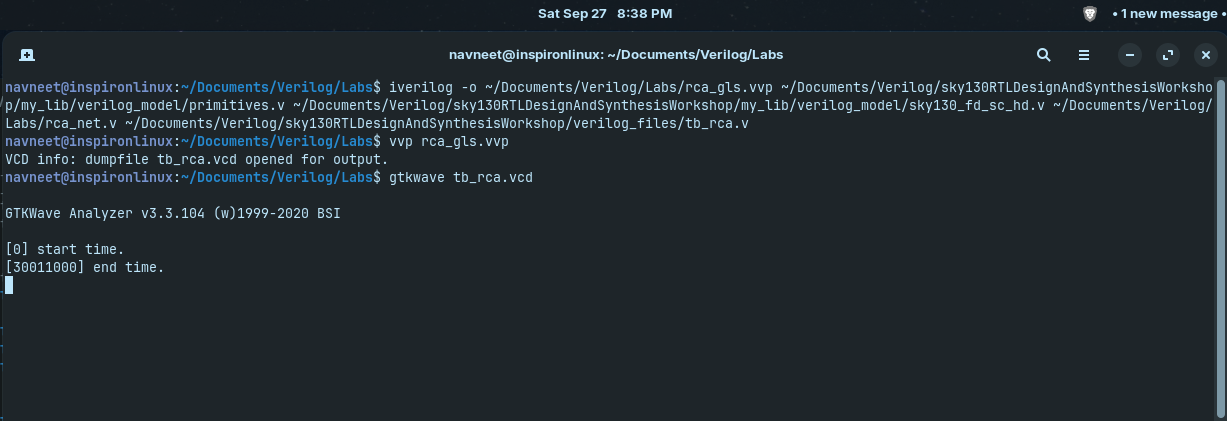 Sat Sep 27 8:38 PM
• 1 new message •
navneet@inspironlinux: ~/Documents/Verilog/Labs
navneet@inspironlinux:~/Documents/Verilog/Labs$ iverilog -o ~/Documents/Verilog/Labs/rca_gls.vvp ~/Documents/Verilog/sky130RTLDesignAndSynthesisWorksho
p/my_lib/verilog_model/primitives.v ~/Documents/Verilog/sky130RTLDesignAndSynthesisWorkshop/my_lib/verilog_model/sky130_fd_sc_hd.v ~/Documents/Verilog/
Labs/rca_net.v ~/Documents/Verilog/sky130RTLDesignAndSynthesisWorkshop/verilog_files/tb_rca.v
navneet@inspironlinux:~/Documents/Verilog/Labs$ vvp rca_gls.vvp
VCD info: dumpfile tb_rca.vcd opened for output.
navneet@inspironlinux:~/Documents/Verilog/Labs$ gtkwave tb_rca.vcd
GTKWave Analyzer v3.3.104 (w)1999-2020 BSI
[0] start time.
[30011000] end time.